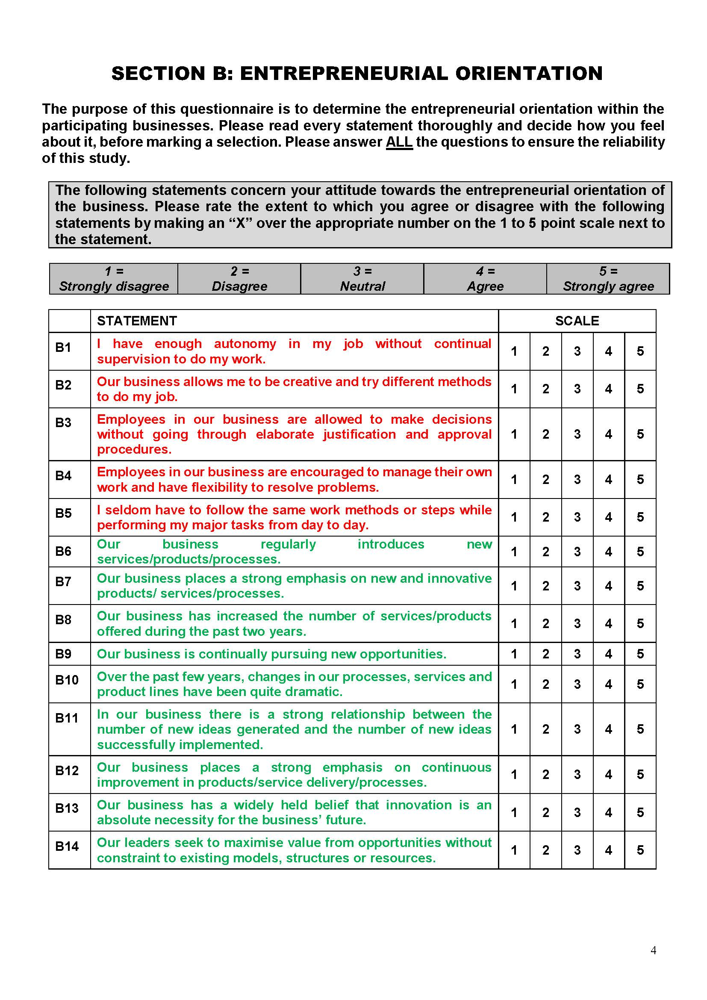 SECTION B: ENTREPRENEURIAL ORIENTATION
The purpose of this questionnaire is to determine the entrepreneurial orientation within the
participating businesses. Please read every statement thoroughly and decide how you feel
about it, before marking a selection. Please answer ALL the questions to ensure the reliability
of this study.
The following statements concern your attitude towards the entrepreneurial orientation of
the business. Please rate the extent to which you agree or disagree with the following
statements by making an “X” over the appropriate number on the 1 to 5 point scale next to
the statement.
1 = 2 = 3 = 4 = 5 =
Strongly disagree Disagree Neutral Agree Strongly agree
STATEMENT SCALE
B1 I have enough autonomy in my job without continual
supervision to do my work. 1 2 3 4 5
B2 Our business allows me to be creative and try different methods
to do my job. 1 2 3 4 5
B3 Employees in our business are allowed to make decisions
without going through elaborate justification and approval 1 2 3 4 5
procedures.
B4 Employees in our business are encouraged to manage their own
work and have flexibility to resolve problems. 1 2 3 4 5
B5 I seldom have to follow the same work methods or steps while
performing my major tasks from day to day. 1 2 3 4 5
B6 Our business regularly introduces new
services/products/processes. 1 2 3 4 5
B7 Our business places a strong emphasis on new and innovative
products/ services/processes. 1 2 3 4 5
B8 Our business has increased the number of services/products
offered during the past two years. 1 2 3 4 5
B9 Our business is continually pursuing new opportunities. 1 2 3 4 5
B10 Over the past few years, changes in our processes, services and
product lines have been quite dramatic. 1 2 3 4 5
B11 In our business there is a strong relationship between the
number of new ideas generated and the number of new ideas 1 2 3 4 5
successfully implemented.
B12 Our business places a strong emphasis on continuous
improvement in products/service delivery/processes. 1 2 3 4 5
B13 Our business has a widely held belief that innovation is an
absolute necessity for the business’ future. 1 2 3 4 5
B14 Our leaders seek to maximise value from opportunities without
constraint to existing models, structures or resources. 1 2 3 4 5
4